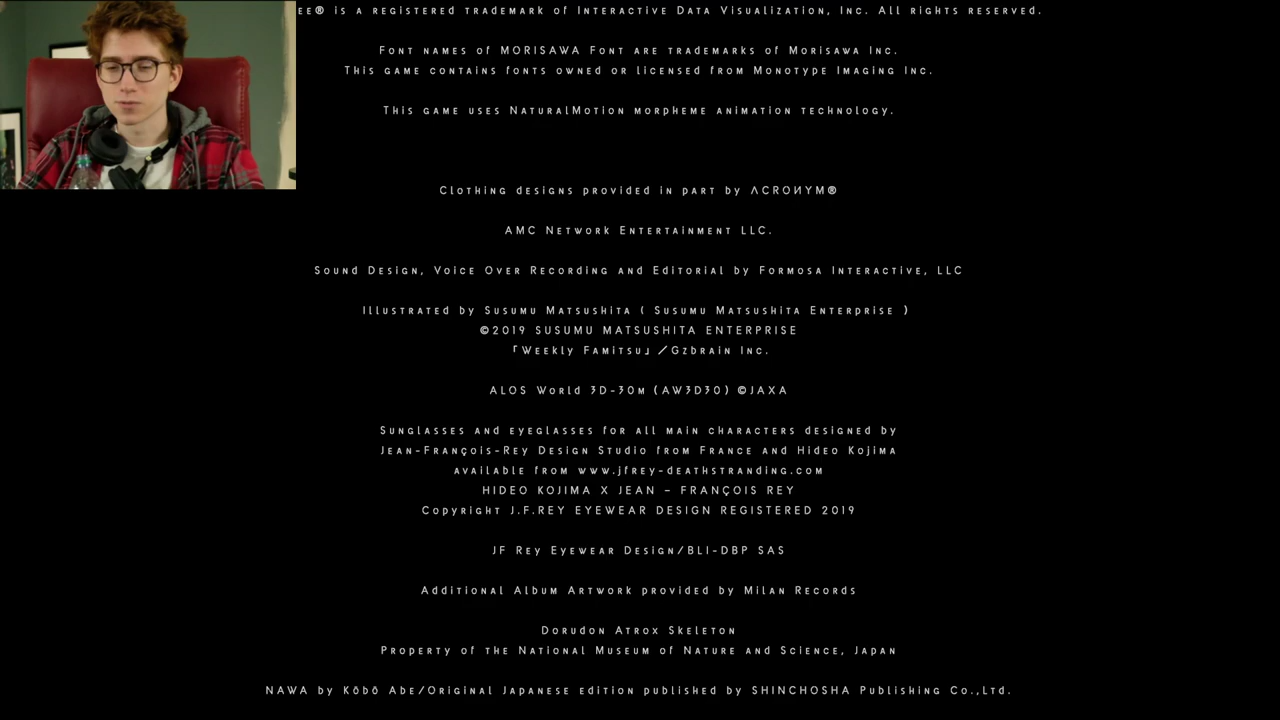 ee® is a registered trademark of Interactive Data Visualization, Inc. All rights reserved.
Font names of MORISAWA Font are trademarks of Morisawa Inc.
This game contains fonts owned or licensed from Monotype Imaging Inc.
This game uses NaturalMotion morpheme animation technology.
Clothing designs provided in part by ΛCRONYM®
AMC Network Entertainment LLC.
Sound Design, Voice Over Recording and Editorial by Formosa Interactive, LLC
Illustrated by Susumu Matsushita ( Susumu Matsushita Enterprise )
©2019 SUSUMU MATSUSHITA ENTERPRISE
「Weekly Famitsu」／Gzbrain Inc.
ALOS World 3D-30m (AW3D30) ©JAXA
Sunglasses and eyeglasses for all main characters designed by
Jean-François-Rey Design Studio from France and Hideo Kojima
available from www.jfrey-deathstranding.com
HIDEO KOJIMA X JEAN – FRANÇOIS REY
Copyright J.F.REY EYEWEAR DESIGN REGISTERED 2019
JF Rey Eyewear Design/BLI-DBP SAS
Additional Album Artwork provided by Milan Records
Dorudon Atrox Skeleton
Property of the National Museum of Nature and Science, Japan
NAWA by Kōbō Abe/Original Japanese edition published by SHINCHOSHA Publishing Co.,Ltd.